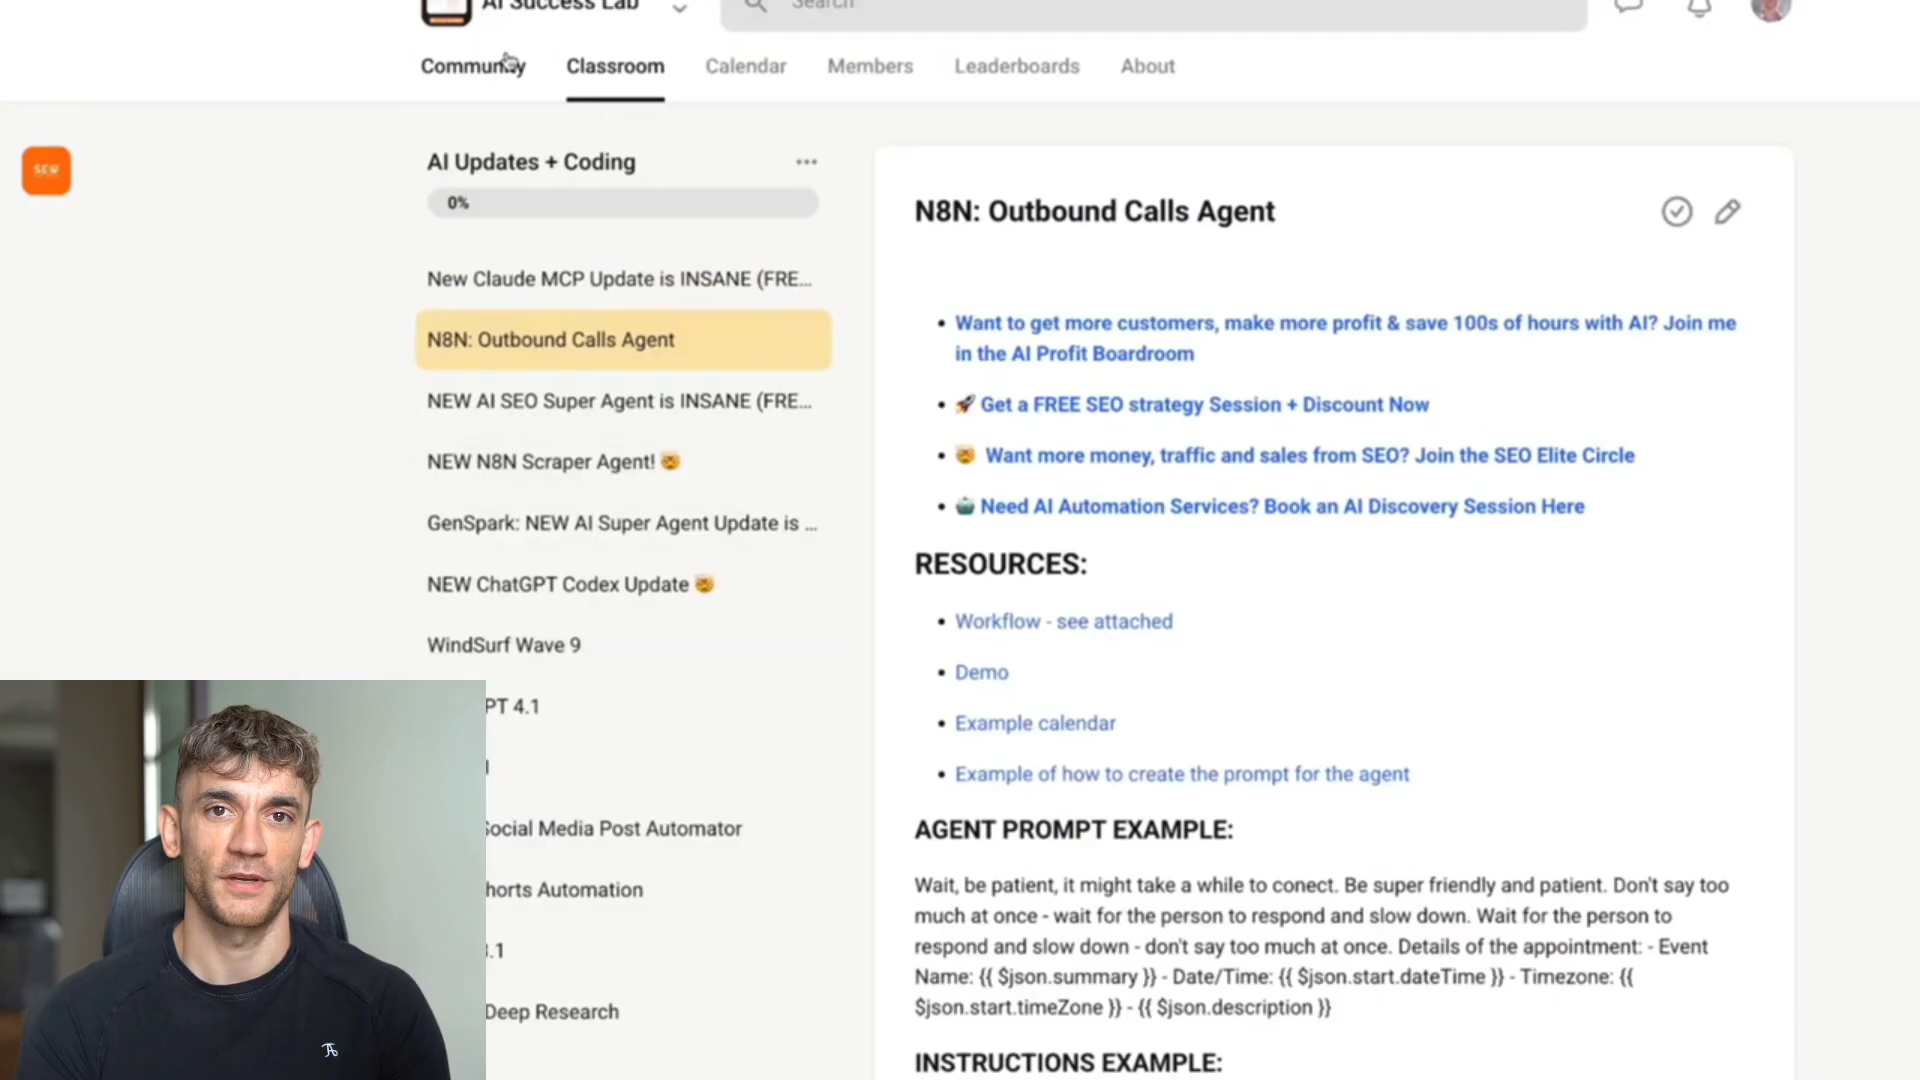 AI Success Lab
Search
Community
Classroom
Calendar
Members
Leaderboards
About
AI Updates + Coding
0%
New Claude MCP Update is INSANE (FRE...
N8N: Outbound Calls Agent
NEW AI SEO Super Agent is INSANE (FRE...
NEW N8N Scraper Agent! 🤯
GenSpark: NEW AI Super Agent Update is ...
NEW ChatGPT Codex Update 🤯
WindSurf Wave 9
PT 4.1
Social Media Post Automator
horts Automation
.1
Deep Research
N8N: Outbound Calls Agent
• Want to get more customers, make more profit & save 100s of hours with AI? Join me
in the AI Profit Boardroom
• 🚀 Get a FREE SEO strategy Session + Discount Now
• 🤯 Want more money, traffic and sales from SEO? Join the SEO Elite Circle
• 🤖 Need AI Automation Services? Book an AI Discovery Session Here
RESOURCES:
• Workflow - see attached
• Demo
• Example calendar
• Example of how to create the prompt for the agent
AGENT PROMPT EXAMPLE:
Wait, be patient, it might take a while to conect. Be super friendly and patient. Don't say too
much at once - wait for the person to respond and slow down. Wait for the person to
respond and slow down - don't say too much at once. Details of the appointment: - Event
Name: {{ $json.summary }} - Date/Time: {{ $json.start.dateTime }} - Timezone: {{
$json.start.timeZone }} - {{ $json.description }}
INSTRUCTIONS EXAMPLE: